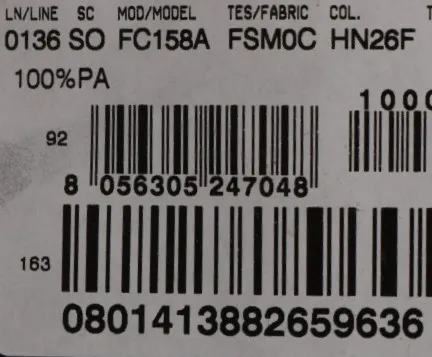 LN/LINE SC MOD/MODEL TES/FABRIC COL. T
0136 SO FC158A FSM0C HN26F
100%PA
1000
92
8 056305 247048
163
0801413882659636